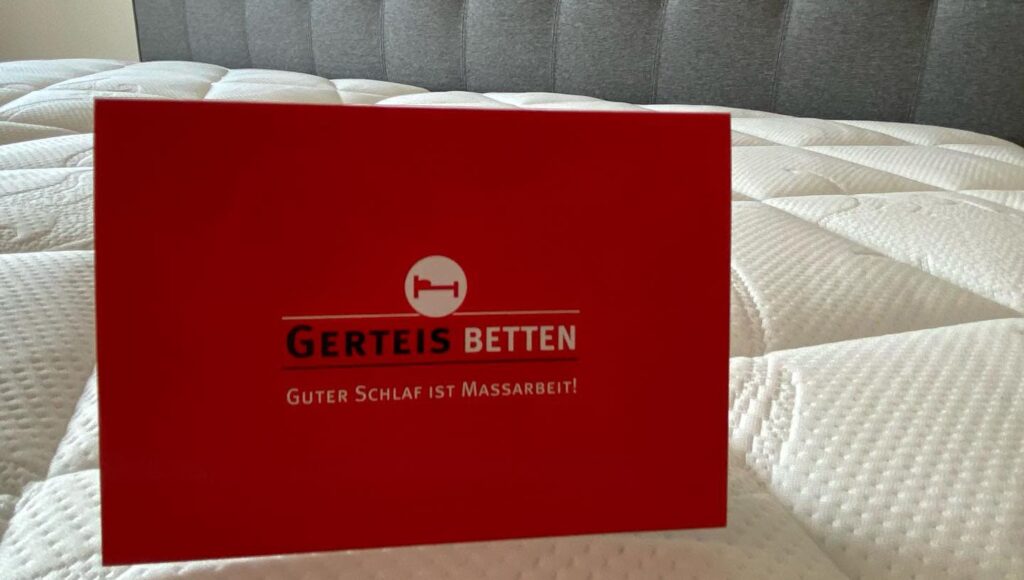 GERTEIS BETTEN
GUTER SCHLAF IST MASSARBEIT!